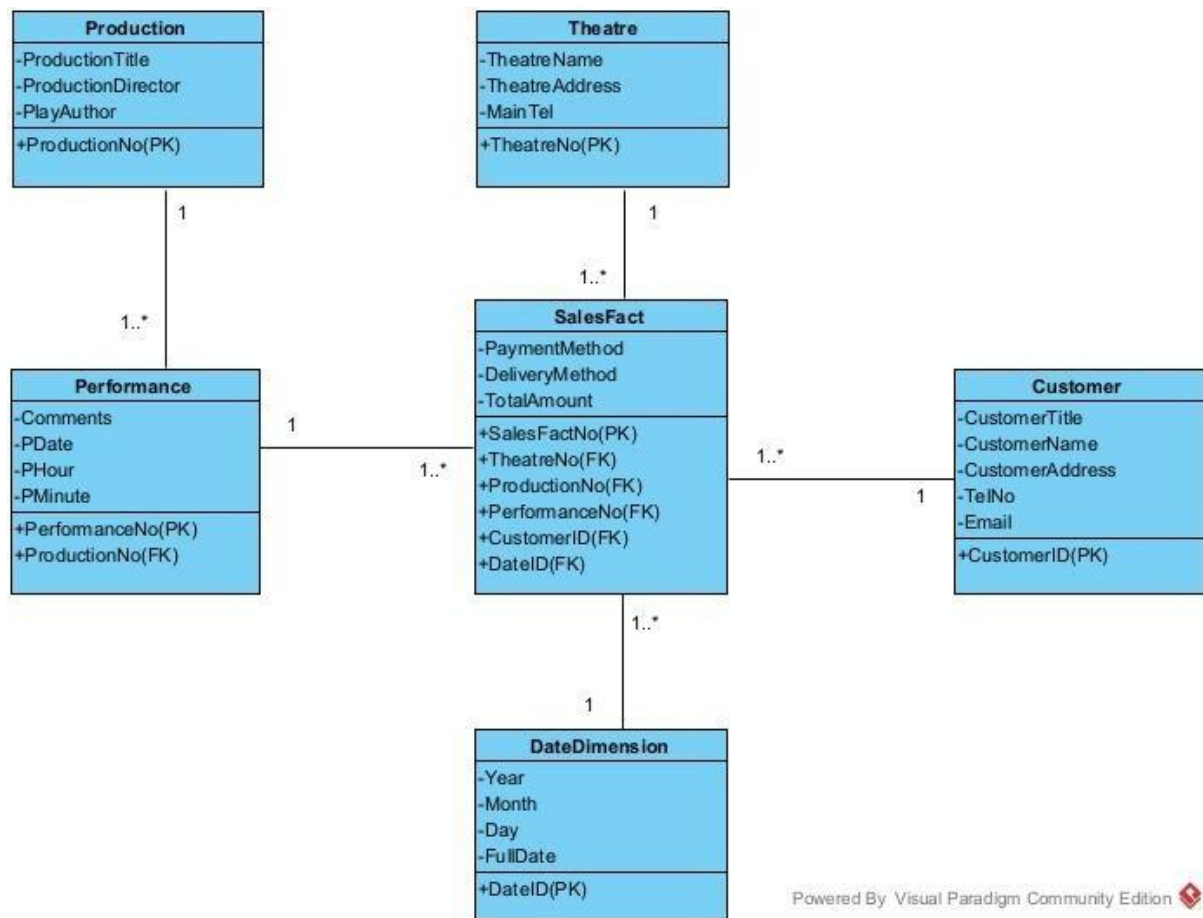 Production
-ProductionTitle
-ProductionDirector
-PlayAuthor
+ProductionNo(PK)
Theatre
-TheatreName
-TheatreAddress
-MainTel
+TheatreNo(PK)
1
1
1..*
1..*
SalesFact
-PaymentMethod
-DeliveryMethod
-TotalAmount
+SalesFactNo(PK)
+TheatreNo(FK)
+ProductionNo(FK)
+PerformanceNo(FK)
+CustomerID(FK)
+DateID(FK)
Performance
-Comments
-PDate
-PHour
-PMinute
+PerformanceNo(PK)
+ProductionNo(FK)
1
1..*
1..*
1
Customer
-CustomerTitle
-CustomerName
-CustomerAddress
-TelNo
-Email
+CustomerID(PK)
1..*
1
DateDimension
-Year
-Month
-Day
-FullDate
+DateID(PK)
Powered By Visual Paradigm Community Edition